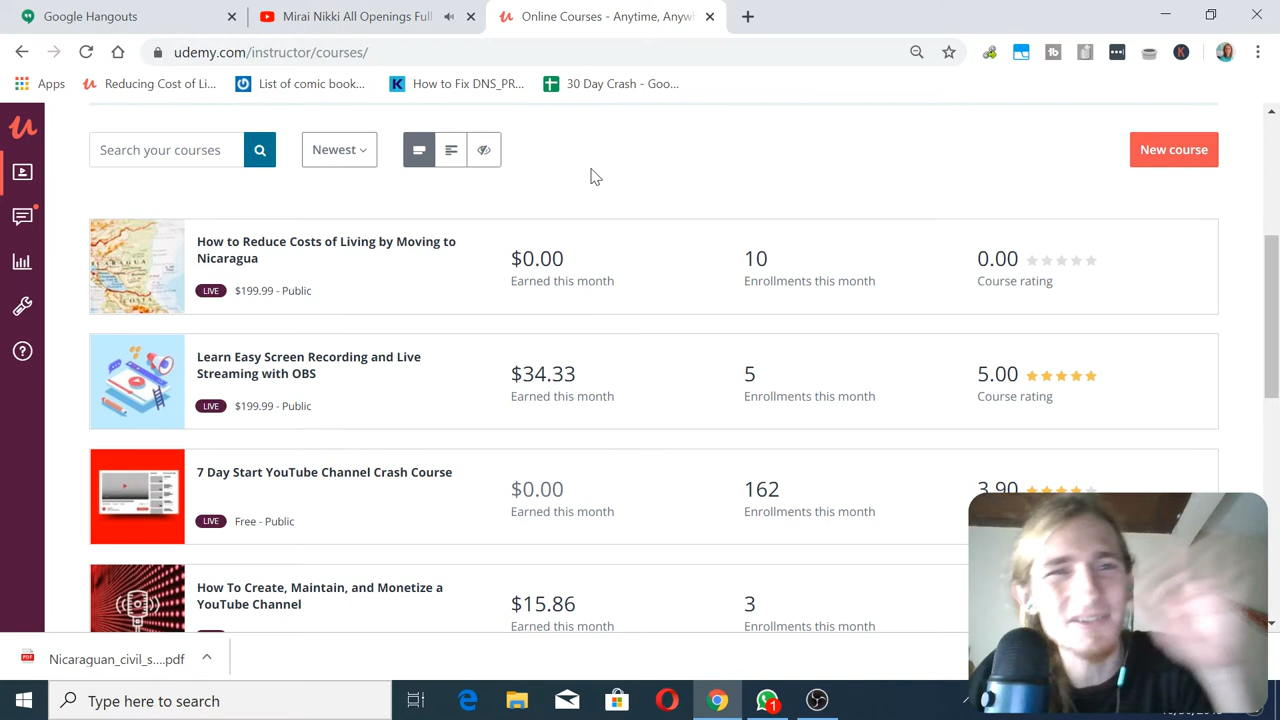 Google Hangouts
Mirai Nikki All Openings Full
Online Courses - Anytime, Anywh
udemy.com/instructor/courses/
Apps
Reducing Cost of Li...
List of comic book...
How to Fix DNS_PR...
30 Day Crash - Goo...
Search your courses
Newest
New course
How to Reduce Costs of Living by Moving to
Nicaragua
LIVE $199.99 - Public
$0.00
Earned this month
10
Enrollments this month
0.00
Course rating
Learn Easy Screen Recording and Live
Streaming with OBS
LIVE $199.99 - Public
$34.33
Earned this month
5
Enrollments this month
5.00
Course rating
7 Day Start YouTube Channel Crash Course
LIVE Free - Public
$0.00
Earned this month
162
Enrollments this month
3.90
How To Create, Maintain, and Monetize a
YouTube Channel
$15.86
Earned this month
3
Enrollments this month
Nicaraguan_civil_s....pdf
Type here to search
1